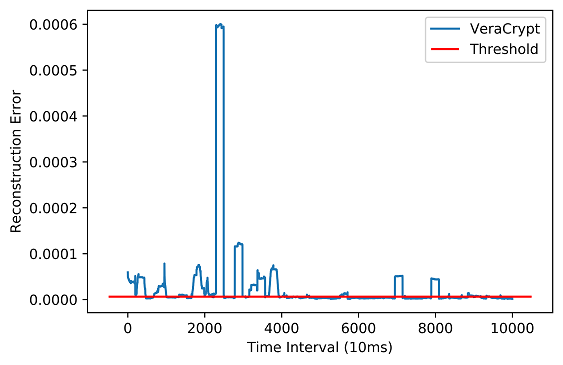 VeraCrypt
Threshold
Reconstruction Error
0.0006
0.0005
0.0004
0.0003
0.0002
0.0001
0.0000
0 2000 4000 6000 8000 10000
Time Interval (10ms)